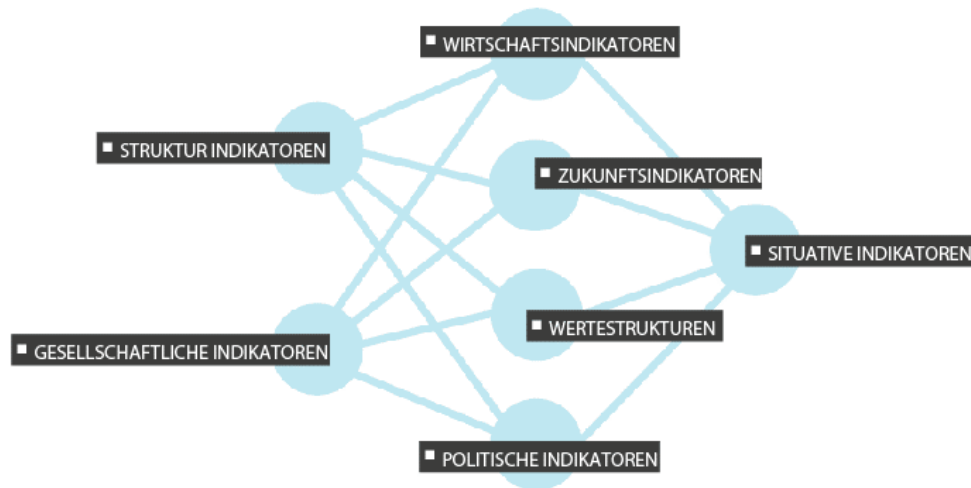 WIRTSCHAFTSINDIKATOREN
STRUKTUR INDIKATOREN
ZUKUNFTSINDIKATOREN
SITUATIVE INDIKATOREN
WERTESTRUKTUREN
GESELLSCHAFTLICHE INDIKATOREN
POLITISCHE INDIKATOREN